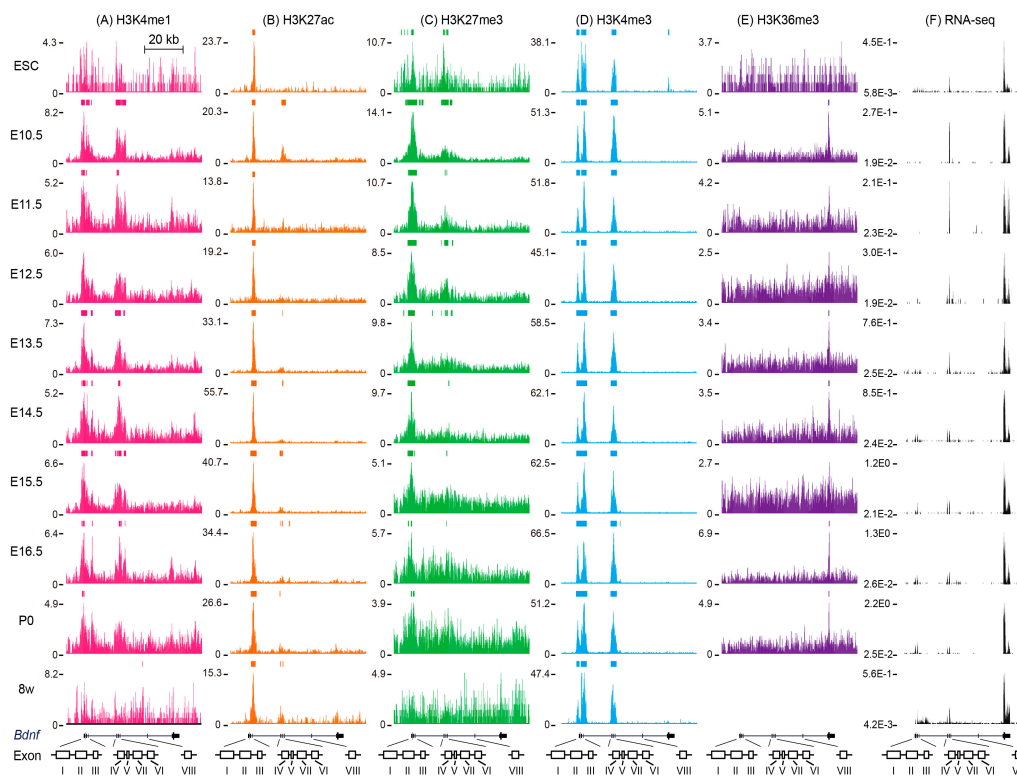 (A) H3K4me1 (B) H3K27ac (C) H3K27me3 (D) H3K4me3 (E) H3K36me3 (F) RNA-seq
20 kb
ESC 4.3 0 23.7 0 10.7 0 38.1 0 3.7 0 4.5E-1 5.8E-3
E10.5 8.2 0 20.3 0 14.1 0 51.3 0 5.1 0 2.7E-1 1.9E-2
E11.5 5.2 0 13.8 0 10.7 0 51.8 0 4.2 0 2.1E-1 2.3E-2
E12.5 6.0 0 19.2 0 8.5 0 45.1 0 2.5 0 3.0E-1 1.9E-2
E13.5 7.3 0 33.1 0 9.8 0 58.5 0 3.4 0 7.6E-1 2.5E-2
E14.5 5.2 0 55.7 0 9.7 0 62.1 0 3.5 0 8.5E-1 2.4E-2
E15.5 6.6 0 40.7 0 5.1 0 62.5 0 2.7 0 1.2E0 2.1E-2
E16.5 6.4 0 34.4 0 5.7 0 66.5 0 6.9 0 1.3E0 2.6E-2
P0 4.9 0 26.6 0 3.9 0 51.2 0 4.9 0 2.2E0 2.5E-2
8w 8.2 0 15.3 0 4.9 0 47.4 0 5.6E-1 4.2E-3
Bdnf
Exon
I II III IV V VII VI VIII I II III IV V VII VI VIII I II III IV V VII VI VIII I II III IV V VII VI VIII I II III IV V VII VI VIII I II III IV V VII VI